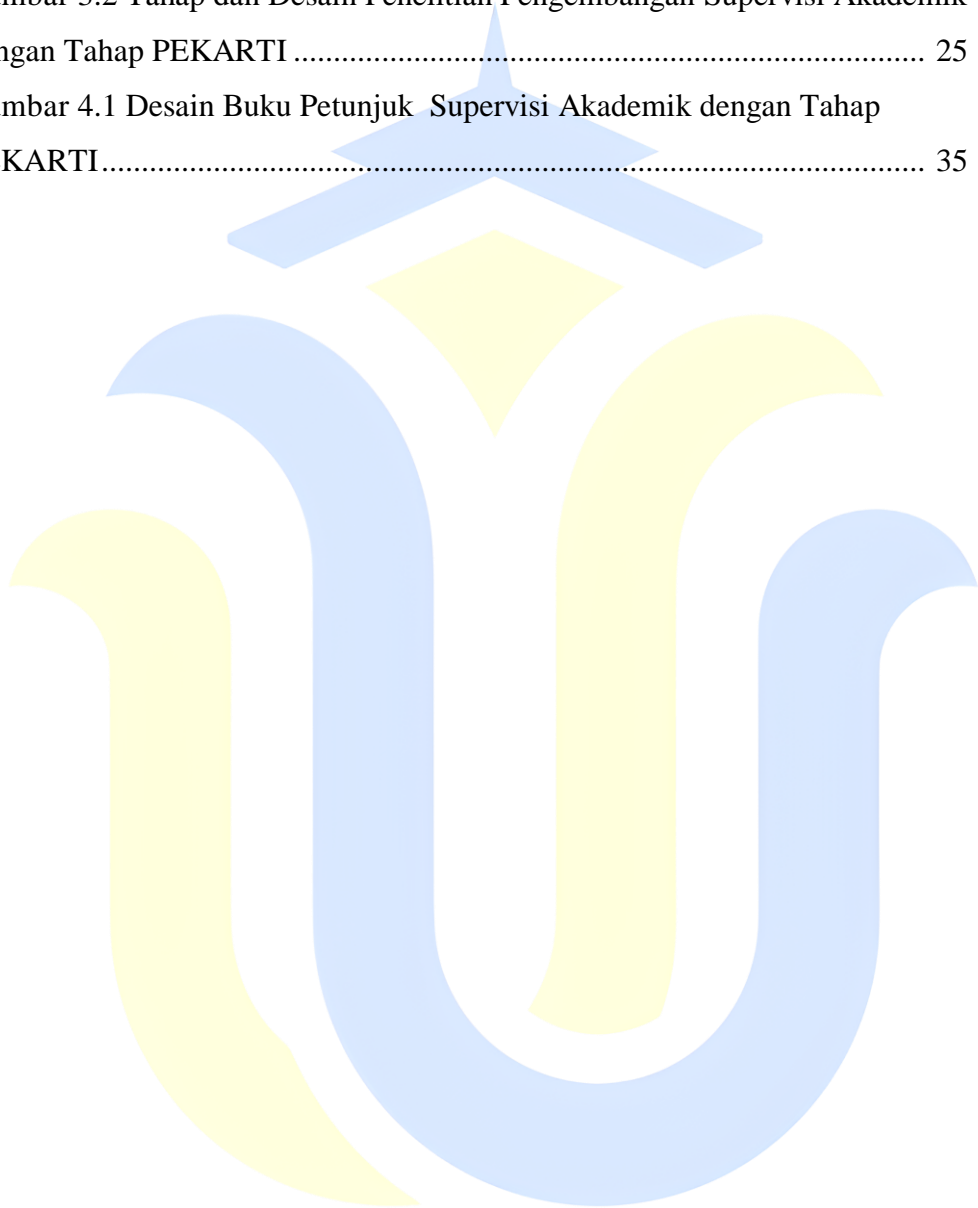 mbar 3.2 Tahap dan Desain Penelitian Pengembangan Supervisi Akademik
ngan Tahap PEKARTI ............................................................................... 25
mbar 4.1 Desain Buku Petunjuk  Supervisi Akademik dengan Tahap
KARTI....................................................................................................... 35